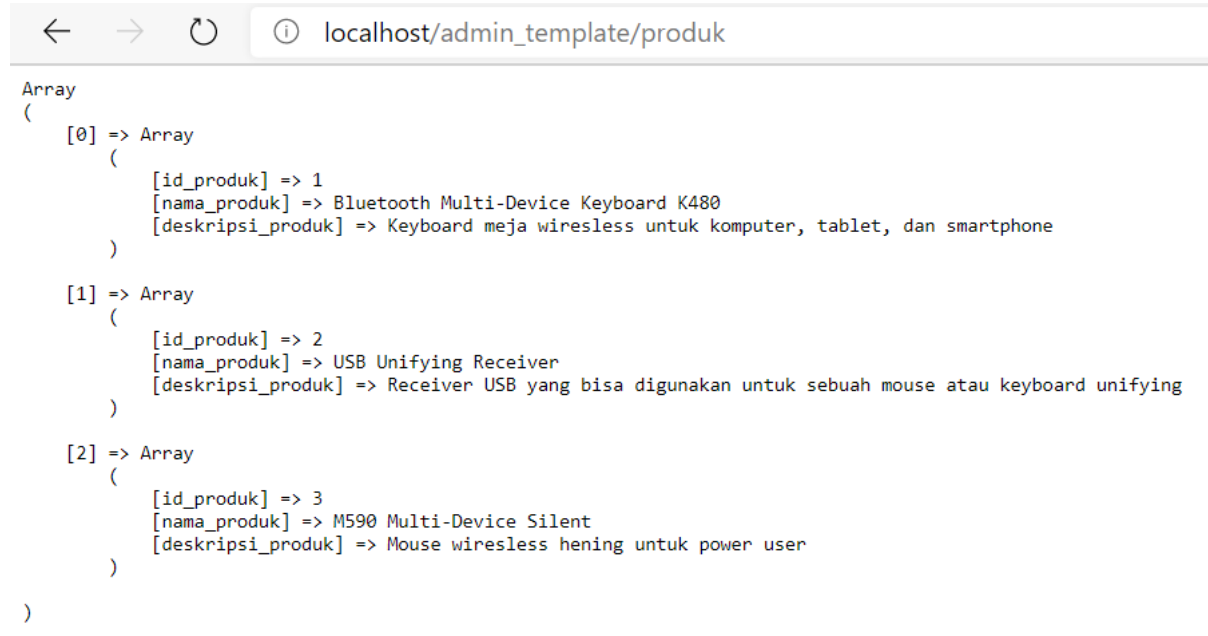 localhost/admin_template/produk
Array
(
    [0] => Array
        (
            [id_produk] => 1
            [nama_produk] => Bluetooth Multi-Device Keyboard K480
            [deskripsi_produk] => Keyboard meja wiresless untuk komputer, tablet, dan smartphone
        )

    [1] => Array
        (
            [id_produk] => 2
            [nama_produk] => USB Unifying Receiver
            [deskripsi_produk] => Receiver USB yang bisa digunakan untuk sebuah mouse atau keyboard unifying
        )

    [2] => Array
        (
            [id_produk] => 3
            [nama_produk] => M590 Multi-Device Silent
            [deskripsi_produk] => Mouse wiresless hening untuk power user
        )

)